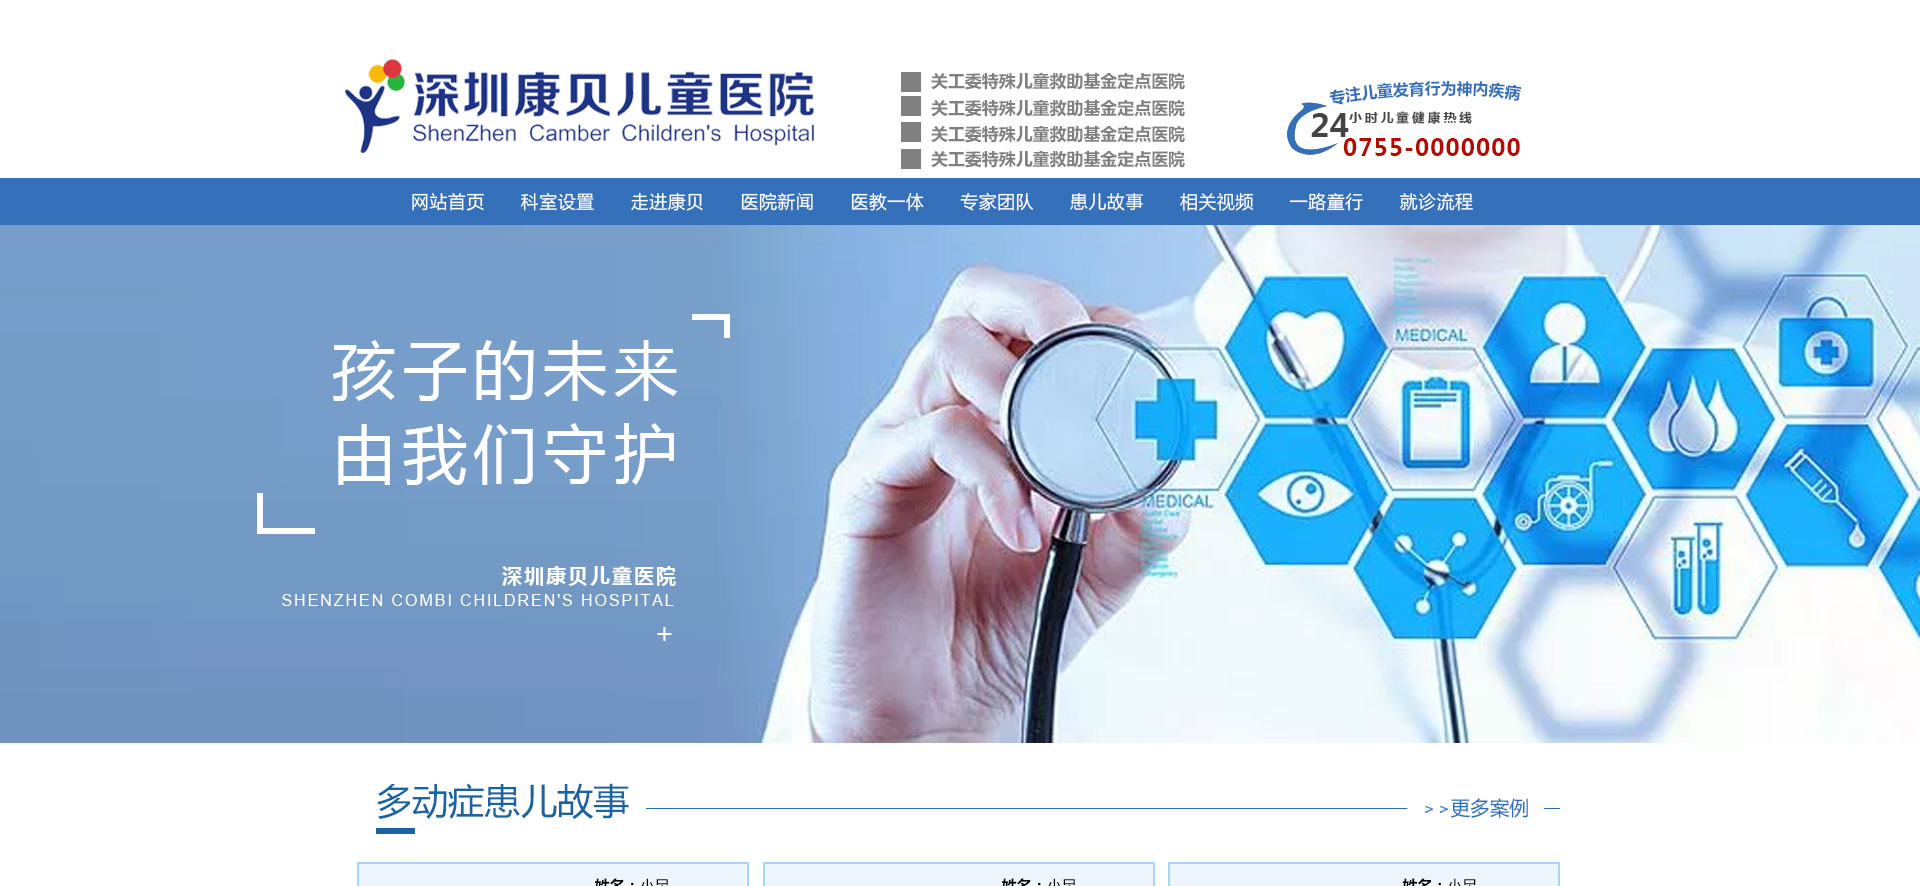 深圳康贝儿童医院
ShenZhen Camber Children's Hospital
关工委特殊儿童救助基金定点医院
关工委特殊儿童救助基金定点医院
关工委特殊儿童救助基金定点医院
关工委特殊儿童救助基金定点医院
专注儿童发育行为神内疾病
24小时儿童健康热线
0755-0000000
网站首页 科室设置 走进康贝 医院新闻 医教一体 专家团队 患儿故事 相关视频 一路童行 就诊流程
孩子的未来
由我们守护
深圳康贝儿童医院
SHENZHEN COMBI CHILDREN'S HOSPITAL
+
MEDICAL
MEDICAL
多动症患儿故事
> >更多案例
姓名：小
姓名：小
姓名：小